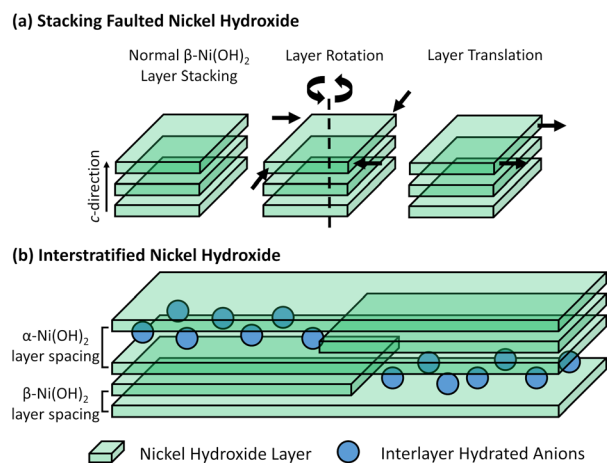 (a) Stacking Faulted Nickel Hydroxide
Normal β-Ni(OH)₂
Layer Stacking
Layer Rotation
Layer Translation
c-direction
(b) Interstratified Nickel Hydroxide
α-Ni(OH)₂
layer spacing
β-Ni(OH)₂
layer spacing
Nickel Hydroxide Layer
Interlayer Hydrated Anions